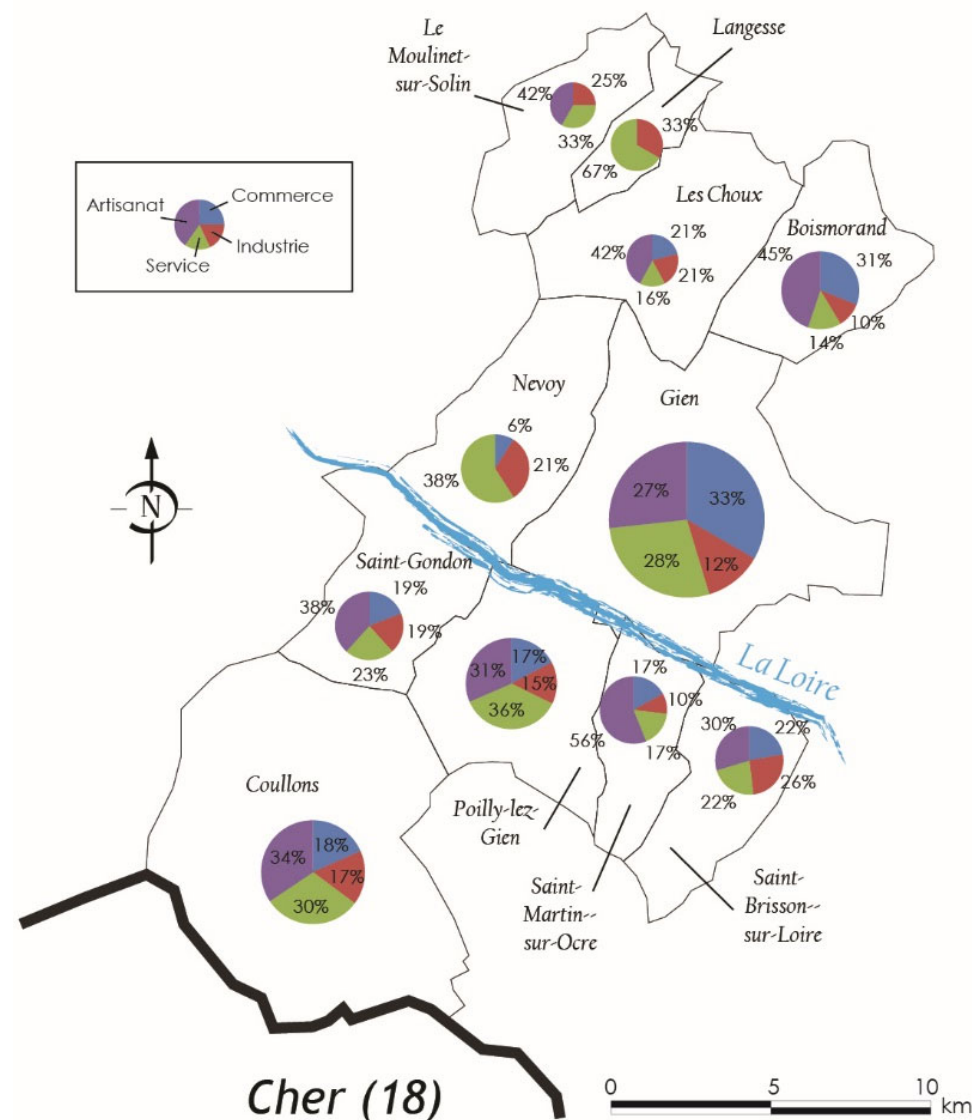 Le
Moulinet-
sur-Solin
Langesse
42%
25%
33%
33%
67%
Artisanat
Commerce
Industrie
Service
Les Choux
42%
21%
21%
16%
Boismorand
45%
31%
10%
14%
Nevoy
6%
21%
38%
Gien
27%
33%
28%
12%
N
Saint-Gondon
38%
19%
19%
23%
31%
17%
15%
36%
Poilly-lez-
Gien
17%
10%
56%
17%
Saint-
Martin--
sur-Ocre
La Loire
30%
22%
26%
22%
Saint-
Brisson--
sur-Loire
Coullons
34%
18%
17%
30%
Cher (18)
0 5 10
km